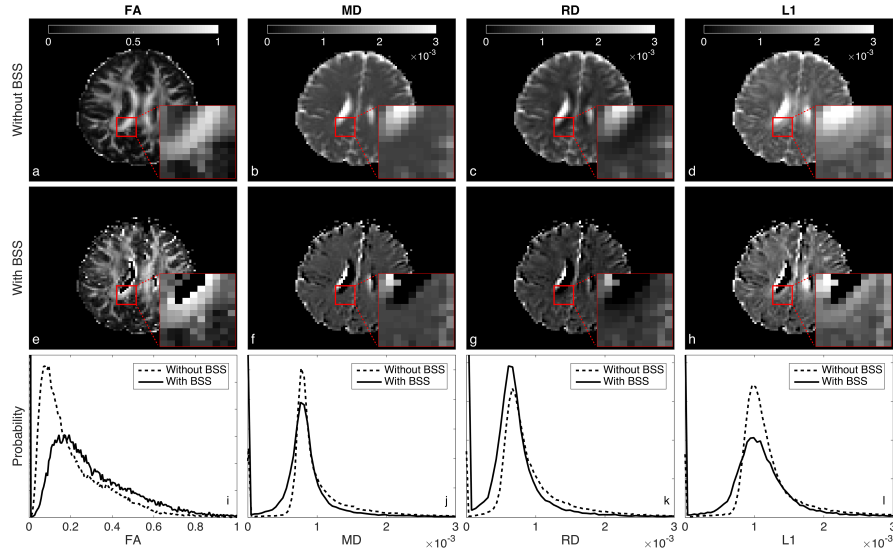 FA
MD
RD
L1
Without BSS
0
0.5
1
0
1
2
3
×10⁻³
0
1
2
3
×10⁻³
0
1
2
3
×10⁻³
a
b
c
d
With BSS
e
f
g
h
Probability
Without BSS
With BSS
i
0
0.2
0.4
0.6
0.8
1
FA
Without BSS
With BSS
j
0
1
2
3
×10⁻³
MD
Without BSS
With BSS
k
0
1
2
3
×10⁻³
RD
Without BSS
With BSS
l
0
1
2
3
×10⁻³
L1